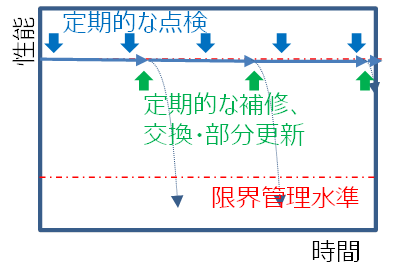 性能
定期的な点検
定期的な補修、
交換・部分更新
限界管理水準
時間